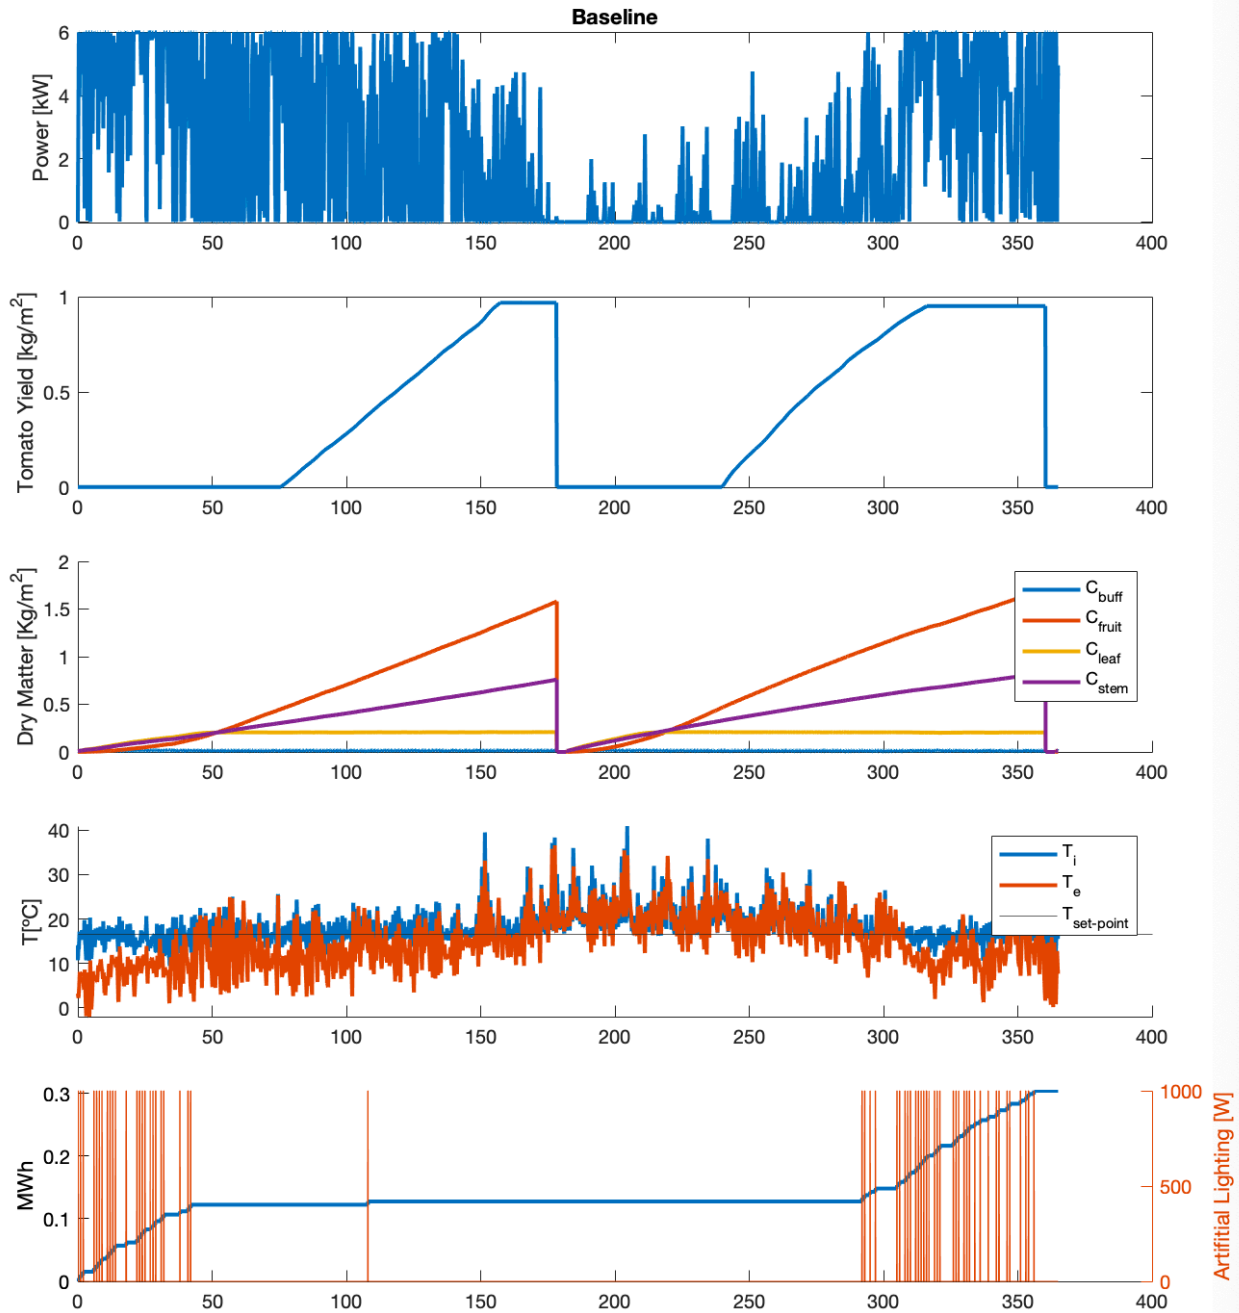 Baseline
Power [kW]
6
4
2
0
0 50 100 150 200 250 300 350 400
Tomato Yield [kg/m2]
1
0.5
0
0 50 100 150 200 250 300 350 400
Dry Matter [Kg/m2]
2
1.5
1
0.5
0
Cbuff
Cfruit
Cleaf
Cstem
0 50 100 150 200 250 300 350 400
T[ºC]
40
30
20
10
0
Ti
Te
Tset-point
0 50 100 150 200 250 300 350 400
MWh
0.3
0.2
0.1
0
1000
500
0
Artifitial Lighting [W]
0 50 100 150 200 250 300 350 400